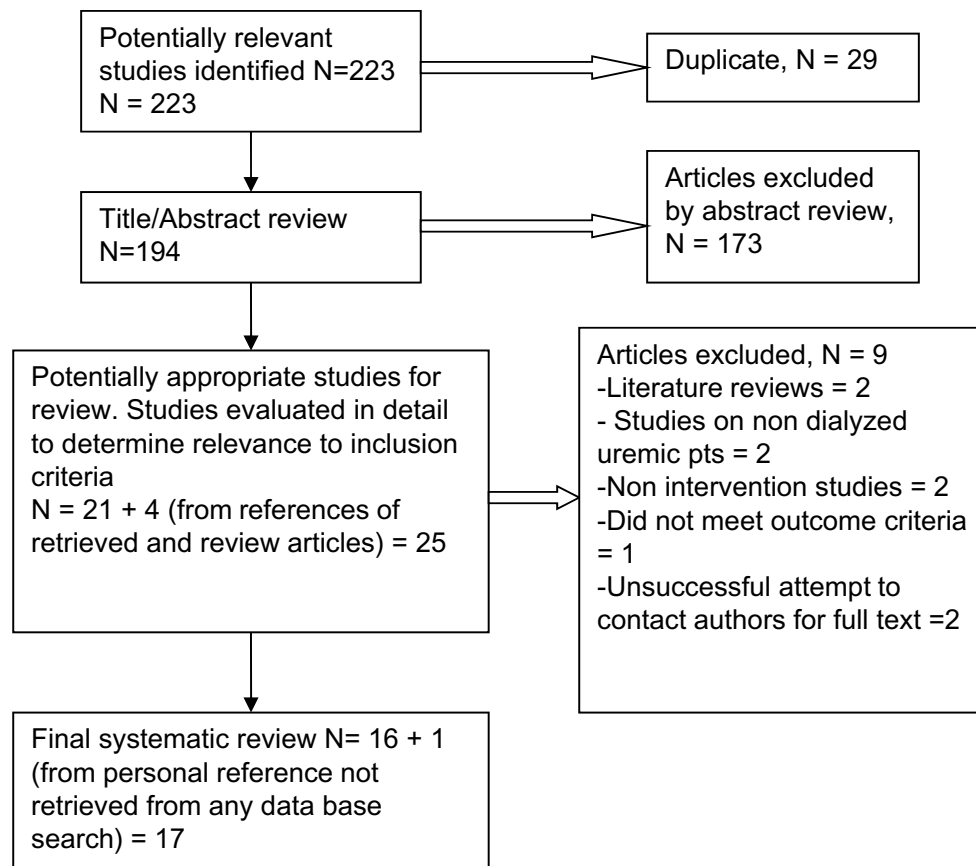 Potentially relevant
studies identified N=223
N = 223
Duplicate, N = 29
Title/Abstract review
N=194
Articles excluded
by abstract review,
N = 173
Potentially appropriate studies for
review. Studies evaluated in detail
to determine relevance to inclusion
criteria
N = 21 + 4 (from references of
retrieved and review articles) = 25
Articles excluded, N = 9
-Literature reviews = 2
- Studies on non dialyzed
uremic pts = 2
-Non intervention studies = 2
-Did not meet outcome criteria
= 1
-Unsuccessful attempt to
contact authors for full text =2
Final systematic review N= 16 + 1
(from personal reference not
retrieved from any data base
search) = 17